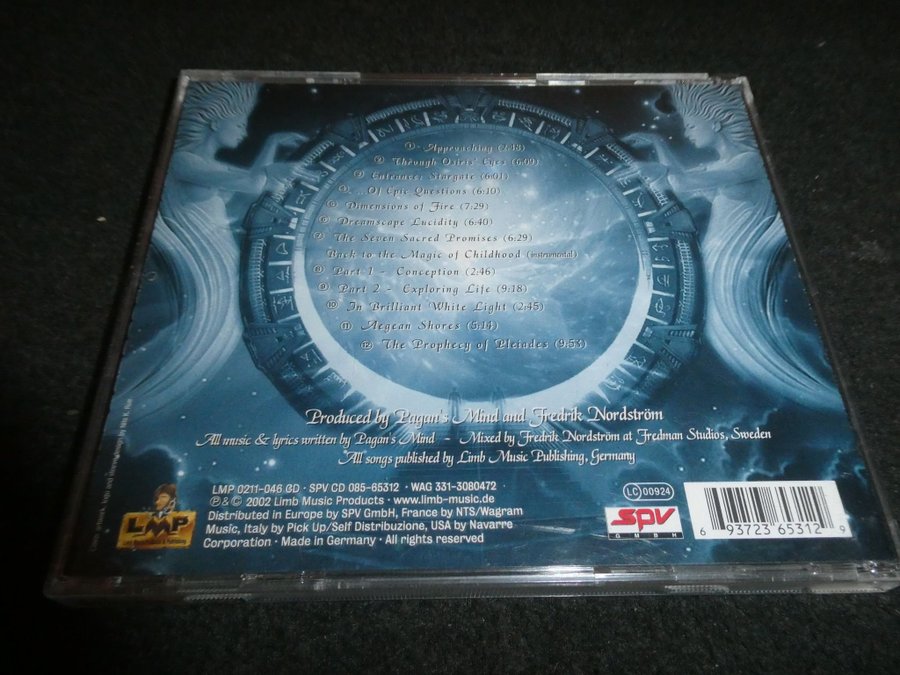 1 - Approaching (2:48)
2 Through Osiris' Eyes (6:09)
3 Entrance: Stargate (6:01)
4 ...Of Epic Questions (6:10)
5 Dimensions of Fire (7:29)
6 Dreamscape Lucidity (6:40)
7 The Seven Sacred Promises (6:29)
Back to the Magic of Childhood (instrumental)
8 Part 1 - Conception (2:46)
9 Part 2 - Exploring Life (9:18)
10 In Brilliant White Light (2:45)
11 Aegean Shores (5:14)
12 The Prophecy of Pleiades (9:53)
Produced by Pagan's Mind and Fredrik Nordström
All music & lyrics written by Pagan's Mind - Mixed by Fredrik Nordström at Fredman Studios, Sweden
All songs published by Limb Music Publishing, Germany
LMP
LMP 0211-046 CD · SPV CD 085-65312 · WAG 331-3080472
℗ & © 2002 Limb Music Products · www.limb-music.de
Distributed in Europe by SPV GmbH, France by NTS/Wagram
Music, Italy by Pick Up/Self Distribuzione, USA by Navarre
Corporation · Made in Germany · All rights reserved
LC 00924
SPV
GMBH
6 93723 65312 9